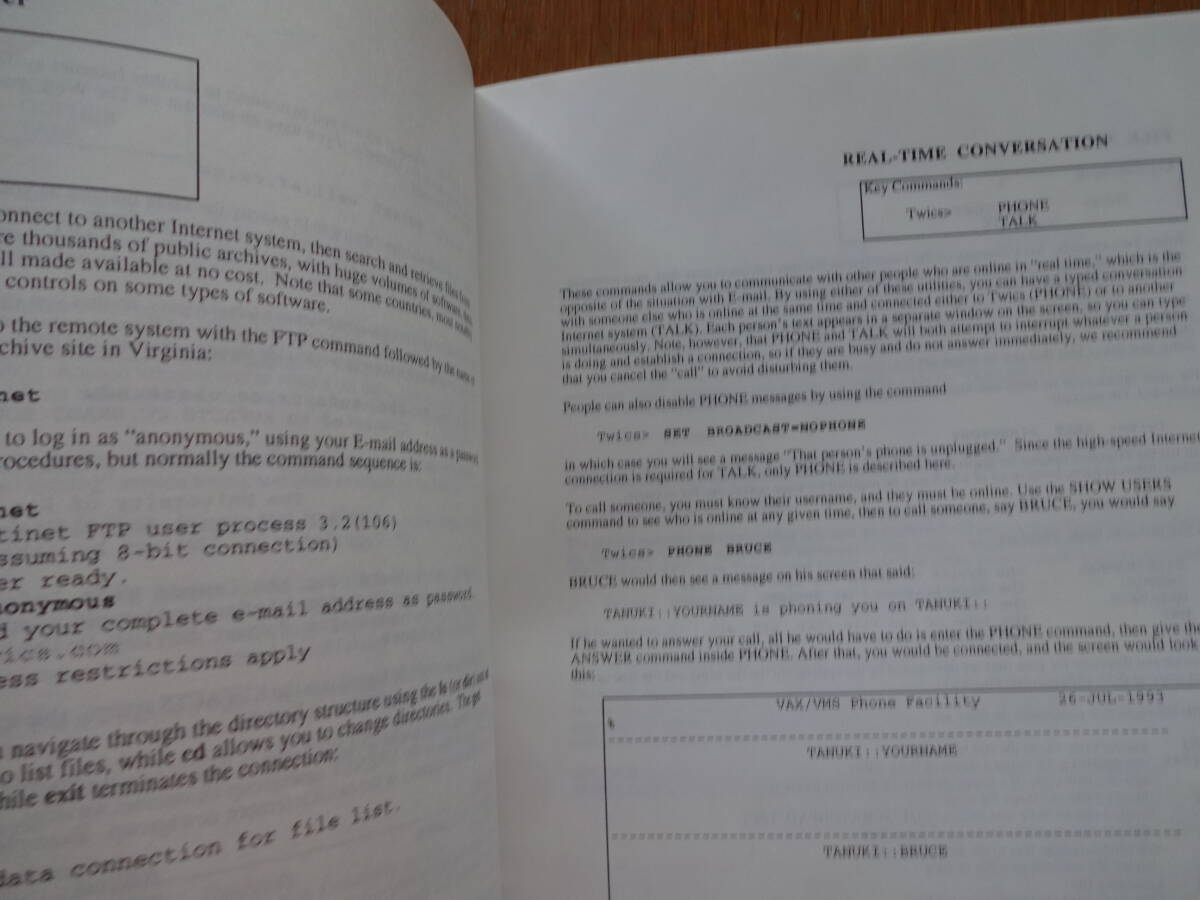 onnect to another Internet system, then search and retrieve files
re thousands of public archives, with huge volumes of software,
ll made available at no cost. Note that some countries, most
controls on some types of software.
o the remote system with the FTP command followed by the name
chive site in Virginia:
net
to log in as "anonymous," using your E-mail address as a
rocedures, but normally the command sequence is:
net
tinet FTP user process 3.2(106)
ssuming 8-bit connection)
er ready.
nonymous
d your complete e-mail address as password.
wics.com
ess restrictions apply
navigate through the directory structure using the ls
o list files, while cd allows you to change directories. The
hile exit terminates the connection:
data connection for file list.
REAL-TIME CONVERSATION
Key Commands:
Twics> PHONE
TALK
These commands allow you to communicate with other people who are online in "real time," which is the
opposite of the situation with E-mail. By using either of these utilities, you can have a typed conversation
with someone else who is online at the same time and connected either to Twics (PHONE) or to another
Internet system (TALK). Each person's text appears in a separate window on the screen, so you can type
simultaneously. Note, however, that PHONE and TALK will both attempt to interrupt whatever a person
is doing and establish a connection, so if they are busy and do not answer immediately, we recommend
that you cancel the "call" to avoid disturbing them.
People can also disable PHONE messages by using the command
Twics> SET BROADCAST=NOPHONE
in which case you will see a message "That person's phone is unplugged." Since the high-speed Internet
connection is required for TALK, only PHONE is described here.
To call someone, you must know their username, and they must be online. Use the SHOW USERS
command to see who is online at any given time, then to call someone, say BRUCE, you would say
Twics> PHONE BRUCE
BRUCE would then see a message on his screen that said:
TANUKI::YOURNAME is phoning you on TANUKI::
If he wanted to answer your call, all he would have to do is enter the PHONE command, then give the
ANSWER command inside PHONE. After that, you would be connected, and the screen would look
this:
VAX/VMS Phone Facility 26-JUL-1993
%
TANUKI::YOURNAME
TANUKI::BRUCE